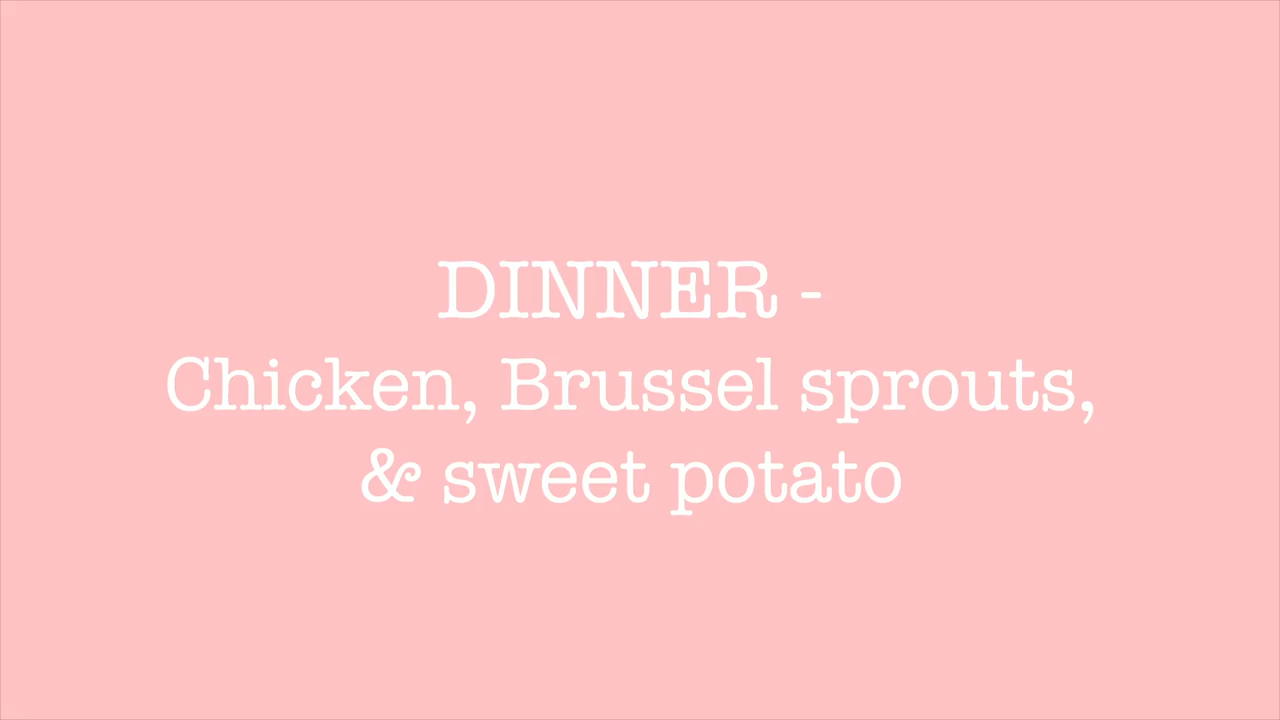 DINNER -
Chicken, Brussel sprouts,
& sweet potato